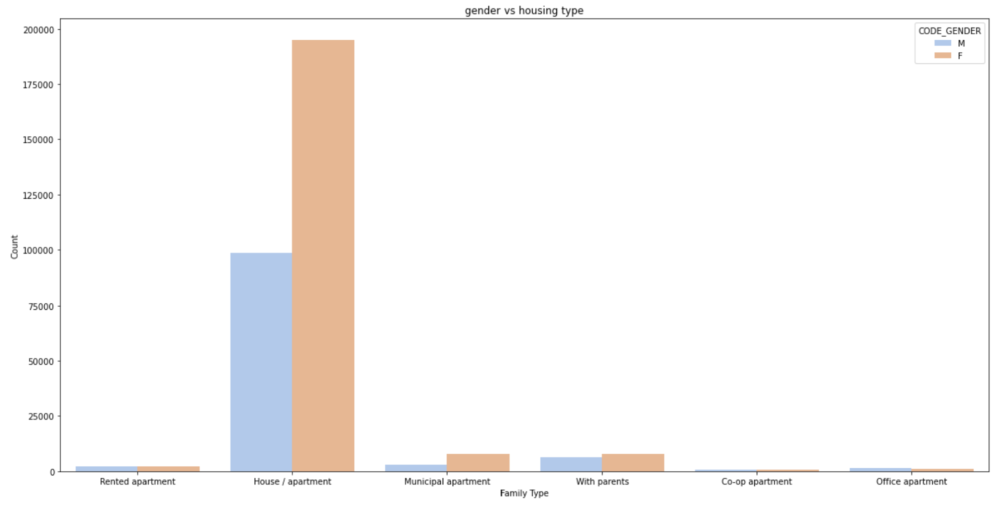 gender vs housing type
CODE_GENDER
M
F
200000
175000
150000
125000
100000
75000
50000
25000
0
Count
Rented apartment
House / apartment
Municipal apartment
With parents
Co-op apartment
Office apartment
Family Type